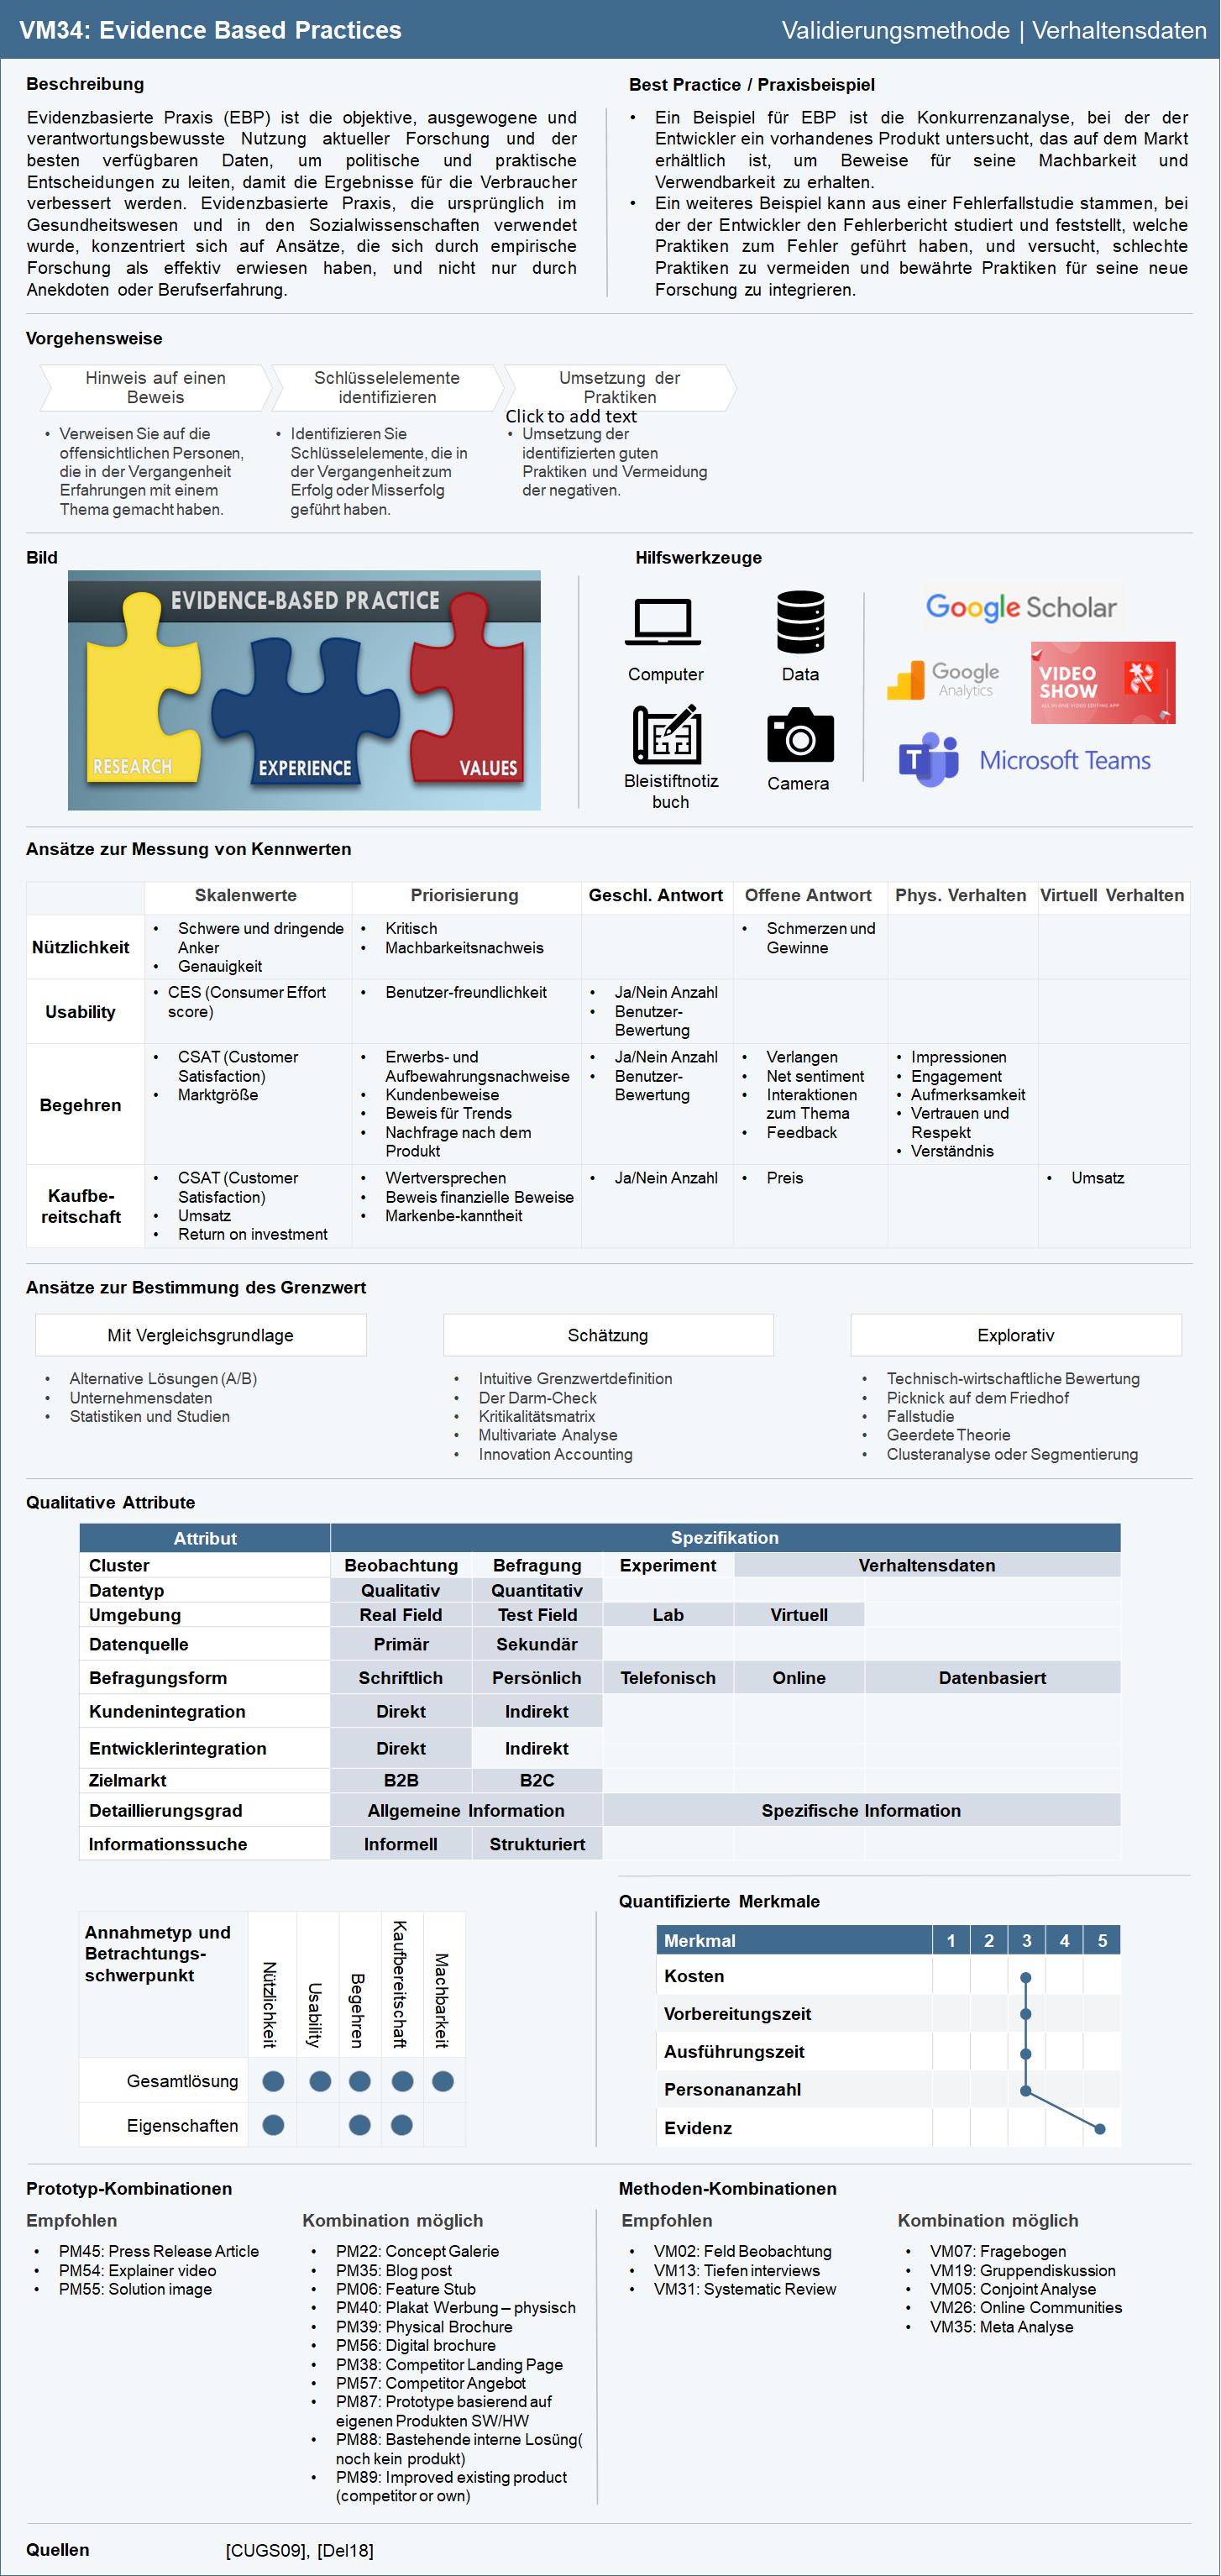 VM34: Evidence Based Practices
Validierungsmethode | Verhaltensdaten
Beschreibung
Evidenzbasierte Praxis (EBP) ist die objektive, ausgewogene und
verantwortungsbewusste Nutzung aktueller Forschung und der
besten verfügbaren Daten, um politische und praktische
Entscheidungen zu leiten, damit die Ergebnisse für die Verbraucher
verbessert werden. Evidenzbasierte Praxis, die ursprünglich im
Gesundheitswesen und in den Sozialwissenschaften verwendet
wurde, konzentriert sich auf Ansätze, die sich durch empirische
Forschung als effektiv erwiesen haben, und nicht nur durch
Anekdoten oder Berufserfahrung.
Best Practice / Praxisbeispiel
• Ein Beispiel für EBP ist die Konkurrenzanalyse, bei der der
Entwickler ein vorhandenes Produkt untersucht, das auf dem Markt
erhältlich ist, um Beweise für seine Machbarkeit und
Verwendbarkeit zu erhalten.
• Ein weiteres Beispiel kann aus einer Fehlerfallstudie stammen, bei
der der Entwickler den Fehlerbericht studiert und feststellt, welche
Praktiken zum Fehler geführt haben, und versucht, schlechte
Praktiken zu vermeiden und bewährte Praktiken für seine neue
Forschung zu integrieren.
Vorgehensweise
Hinweis auf einen
Beweis
• Verweisen Sie auf die
offensichtlichen Personen,
die in der Vergangenheit
Erfahrungen mit einem
Thema gemacht haben.
Schlüsselelemente
identifizieren
• Identifizieren Sie
Schlüsselelemente, die in
der Vergangenheit zum
Erfolg oder Misserfolg
geführt haben.
Umsetzung der
Praktiken
Click to add text
• Umsetzung der
identifizierten guten
Praktiken und Vermeidung
der negativen.
Bild
EVIDENCE-BASED PRACTICE
RESEARCH
EXPERIENCE
VALUES
Hilfswerkzeuge
Computer
Data
Bleistiftnotiz
buch
Camera
Google Scholar
Google
Analytics
VIDEO
SHOW
ALL IN ONE VIDEO EDITING APP
T
Microsoft Teams
Ansätze zur Messung von Kennwerten
Skalenwerte Priorisierung Geschl. Antwort Offene Antwort Phys. Verhalten Virtuell Verhalten
Nützlichkeit
• Schwere und dringende
Anker
• Genauigkeit
• Kritisch
• Machbarkeitsnachweis
• Schmerzen und
Gewinne
Usability
• CES (Consumer Effort
score)
• Benutzer-freundlichkeit
• Ja/Nein Anzahl
• Benutzer-
Bewertung
Begehren
• CSAT (Customer
Satisfaction)
• Marktgröße
• Erwerbs- und
Aufbewahrungsnachweise
• Kundenbeweise
• Beweis für Trends
• Nachfrage nach dem
Produkt
• Ja/Nein Anzahl
• Benutzer-
Bewertung
• Verlangen
• Net sentiment
• Interaktionen
zum Thema
• Feedback
• Impressionen
• Engagement
• Aufmerksamkeit
• Vertrauen und
Respekt
• Verständnis
Kaufbe-
reitschaft
• CSAT (Customer
Satisfaction)
• Umsatz
• Return on investment
• Wertversprechen
• Beweis finanzielle Beweise
• Markenbe-kanntheit
• Ja/Nein Anzahl
• Preis
• Umsatz
Ansätze zur Bestimmung des Grenzwert
Mit Vergleichsgrundlage
• Alternative Lösungen (A/B)
• Unternehmensdaten
• Statistiken und Studien
Schätzung
• Intuitive Grenzwertdefinition
• Der Darm-Check
• Kritikalitätsmatrix
• Multivariate Analyse
• Innovation Accounting
Explorativ
• Technisch-wirtschaftliche Bewertung
• Picknick auf dem Friedhof
• Fallstudie
• Geerdete Theorie
• Clusteranalyse oder Segmentierung
Qualitative Attribute
Attribut Spezifikation
Cluster Beobachtung Befragung Experiment Verhaltensdaten
Datentyp Qualitativ Quantitativ
Umgebung Real Field Test Field Lab Virtuell
Datenquelle Primär Sekundär
Befragungsform Schriftlich Persönlich Telefonisch Online Datenbasiert
Kundenintegration Direkt Indirekt
Entwicklerintegration Direkt Indirekt
Zielmarkt B2B B2C
Detaillierungsgrad Allgemeine Information Spezifische Information
Informationssuche Informell Strukturiert
Annahmetyp und
Betrachtungs-
schwerpunkt
Nützlichkeit
Usability
Begehren
Kaufbereitschaft
Machbarkeit
Gesamtlösung
Eigenschaften
Quantifizierte Merkmale
Merkmal 1 2 3 4 5
Kosten
Vorbereitungszeit
Ausführungszeit
Personananzahl
Evidenz
Prototyp-Kombinationen
Empfohlen
• PM45: Press Release Article
• PM54: Explainer video
• PM55: Solution image
Kombination möglich
• PM22: Concept Galerie
• PM35: Blog post
• PM06: Feature Stub
• PM40: Plakat Werbung – physisch
• PM39: Physical Brochure
• PM56: Digital brochure
• PM38: Competitor Landing Page
• PM57: Competitor Angebot
• PM87: Prototype basierend auf
eigenen Produkten SW/HW
• PM88: Bastehende interne Losüng(
noch kein produkt)
• PM89: Improved existing product
(competitor or own)
Methoden-Kombinationen
Empfohlen
• VM02: Feld Beobachtung
• VM13: Tiefen interviews
• VM31: Systematic Review
Kombination möglich
• VM07: Fragebogen
• VM19: Gruppendiskussion
• VM05: Conjoint Analyse
• VM26: Online Communities
• VM35: Meta Analyse
Quellen
[CUGS09], [Del18]